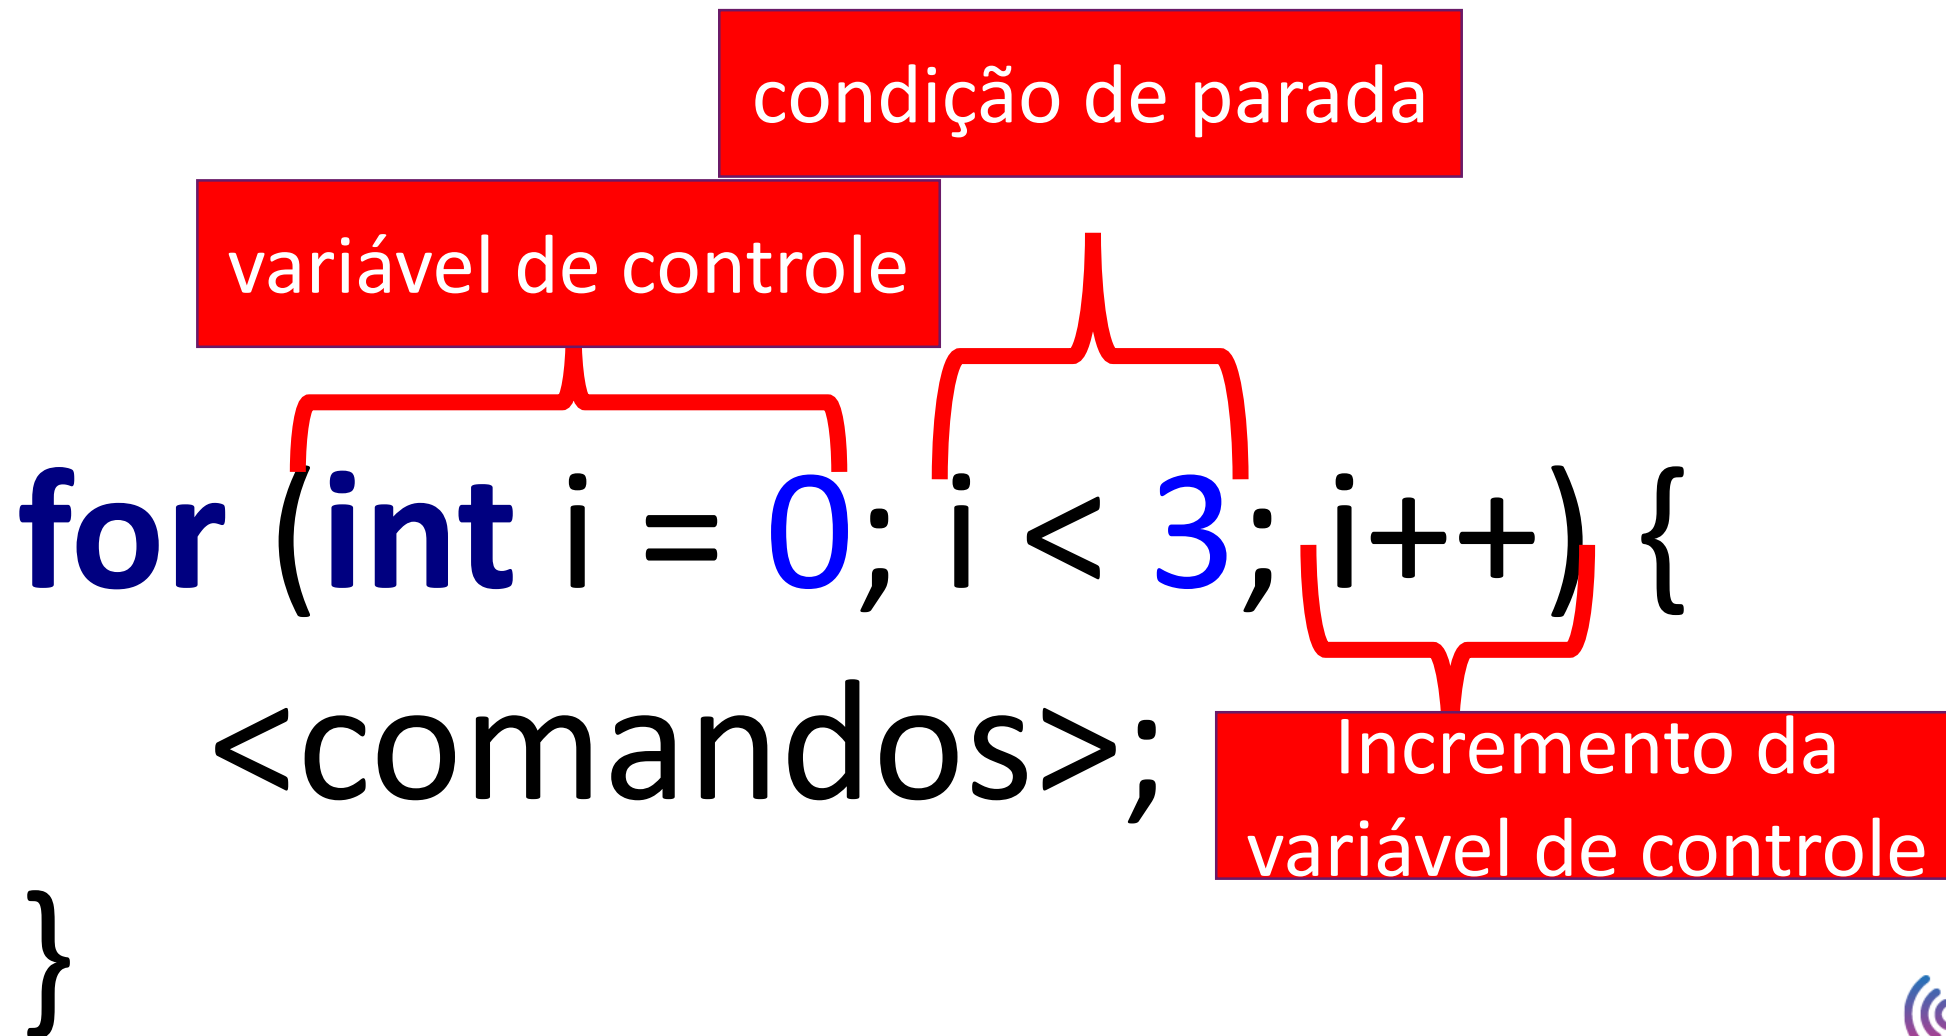 condição de parada
variável de controle
for (int i = 0; i < 3; i++) {
<comandos>;
Incremento da
variável de controle
}